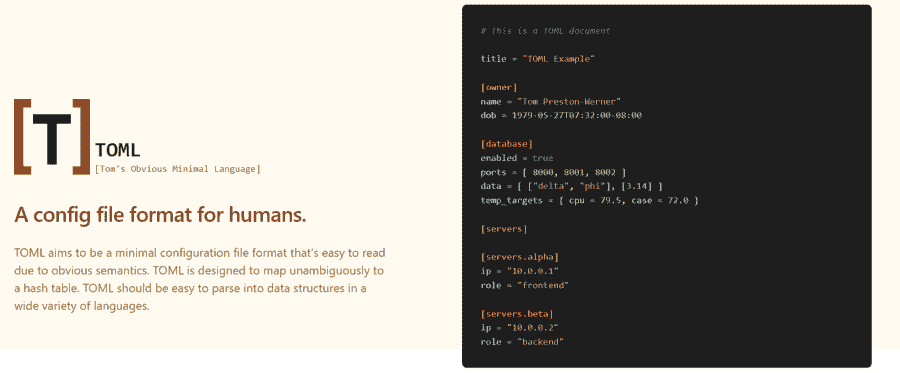 [T] TOML
[Tom's Obvious Minimal Language]
A config file format for humans.
TOML aims to be a minimal configuration file format that's easy to read
due to obvious semantics. TOML is designed to map unambiguously to
a hash table. TOML should be easy to parse into data structures in a
wide variety of languages.
# This is a TOML document
title = "TOML Example"
[owner]
name = "Tom Preston-Werner"
dob = 1979-05-27T07:32:00-08:00
[database]
enabled = true
ports = [ 8000, 8001, 8002 ]
data = [ ["delta", "phi"], [3.14] ]
temp_targets = { cpu = 79.5, case = 72.0 }
[servers]
[servers.alpha]
ip = "10.0.0.1"
role = "frontend"
[servers.beta]
ip = "10.0.0.2"
role = "backend"